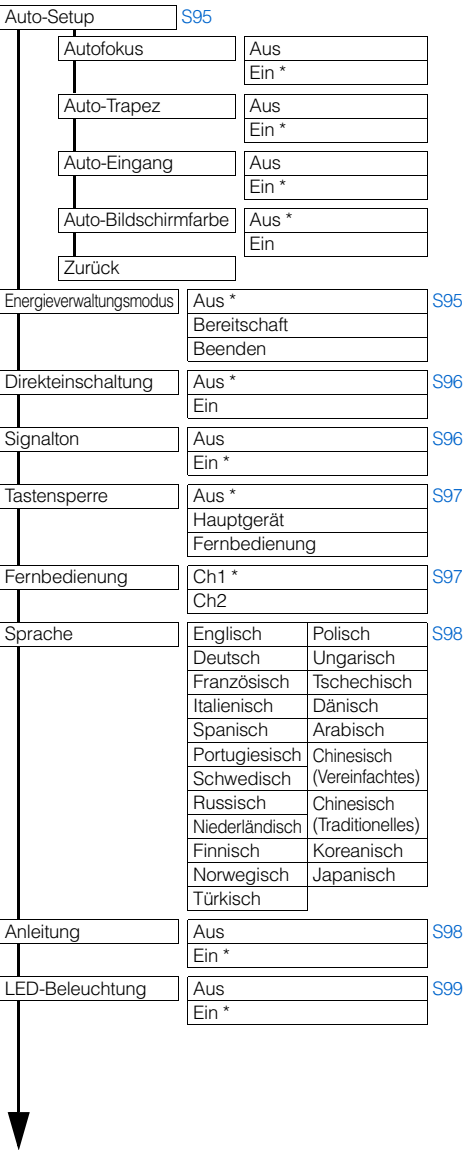 Auto-Setup S95
Autofokus Aus
Ein *
Auto-Trapez Aus
Ein *
Auto-Eingang Aus
Ein *
Auto-Bildschirmfarbe Aus *
Ein
Zurück
Energieverwaltungsmodus Aus * S95
Bereitschaft
Beenden
Direkteinschaltung Aus * S96
Ein
Signalton Aus S96
Ein *
Tastensperre Aus * S97
Hauptgerät
Fernbedienung
Fernbedienung Ch1 * S97
Ch2
Sprache Englisch Polisch S98
Deutsch Ungarisch
Französisch Tschechisch
Italienisch Dänisch
Spanisch Arabisch
Portugiesisch Chinesisch
Schwedisch (Vereinfachtes)
Russisch Chinesisch
Niederländisch (Traditionelles)
Finnisch Koreanisch
Norwegisch Japanisch
Türkisch
Anleitung Aus S98
Ein *
LED-Beleuchtung Aus S99
Ein *